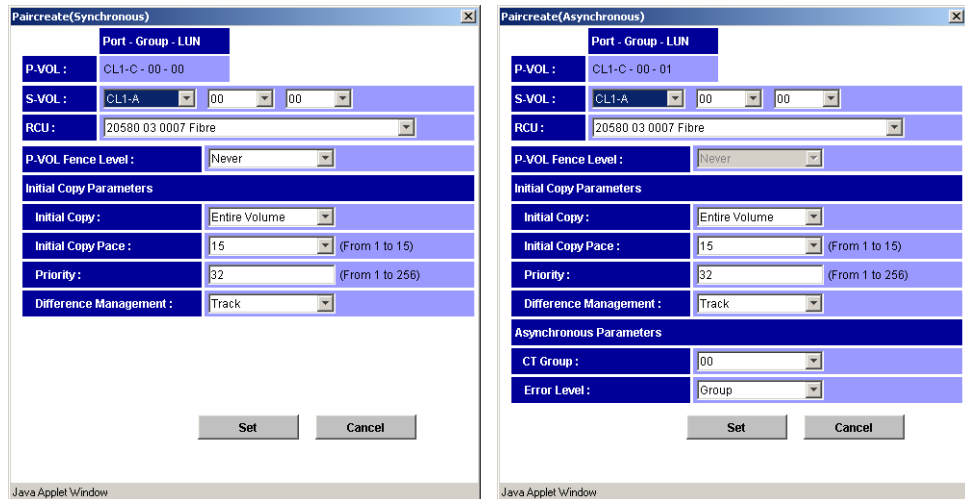 Paircreate(Synchronous)
Port - Group - LUN
P-VOL : CL1-C - 00 - 00
S-VOL : CL1-A 00 00
RCU : 20580 03 0007 Fibre
P-VOL Fence Level : Never
Initial Copy Parameters
Initial Copy : Entire Volume
Initial Copy Pace : 15 (From 1 to 15)
Priority : 32 (From 1 to 256)
Difference Management : Track
Set Cancel
Java Applet Window
Paircreate(Asynchronous)
Port - Group - LUN
P-VOL : CL1-C - 00 - 01
S-VOL : CL1-A 00 00
RCU : 20580 03 0007 Fibre
P-VOL Fence Level : Never
Initial Copy Parameters
Initial Copy : Entire Volume
Initial Copy Pace : 15 (From 1 to 15)
Priority : 32 (From 1 to 256)
Difference Management : Track
Asynchronous Parameters
CT Group : 00
Error Level : Group
Set Cancel
Java Applet Window